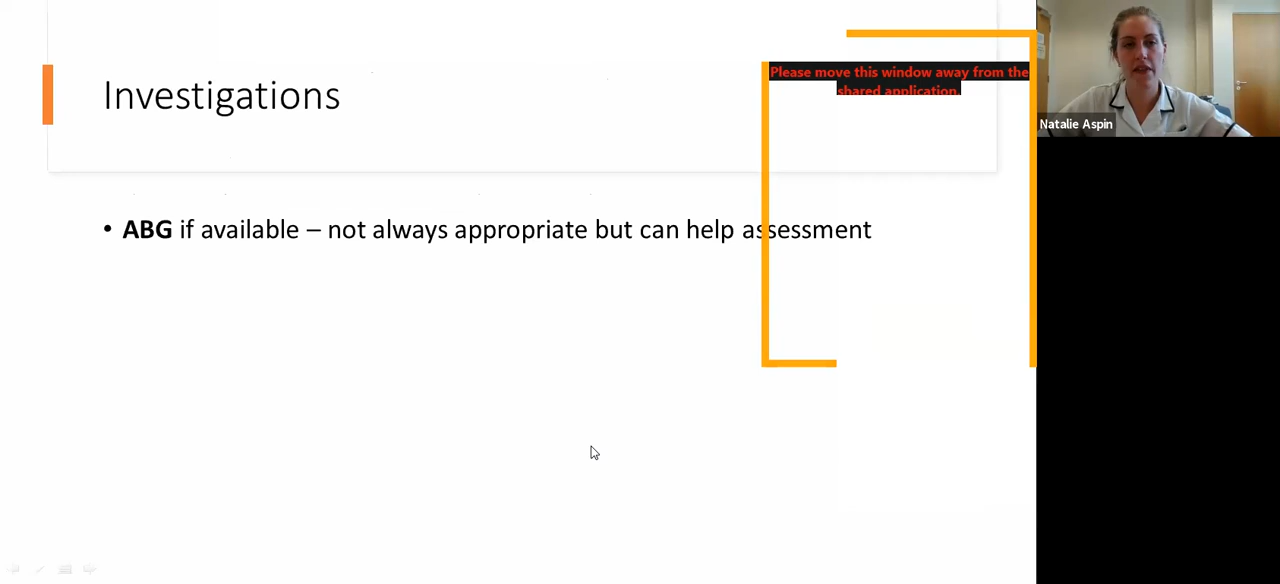 Investigations
Please move this window away from the
shared application.
Natalie Aspin
• ABG if available – not always appropriate but can help assessment